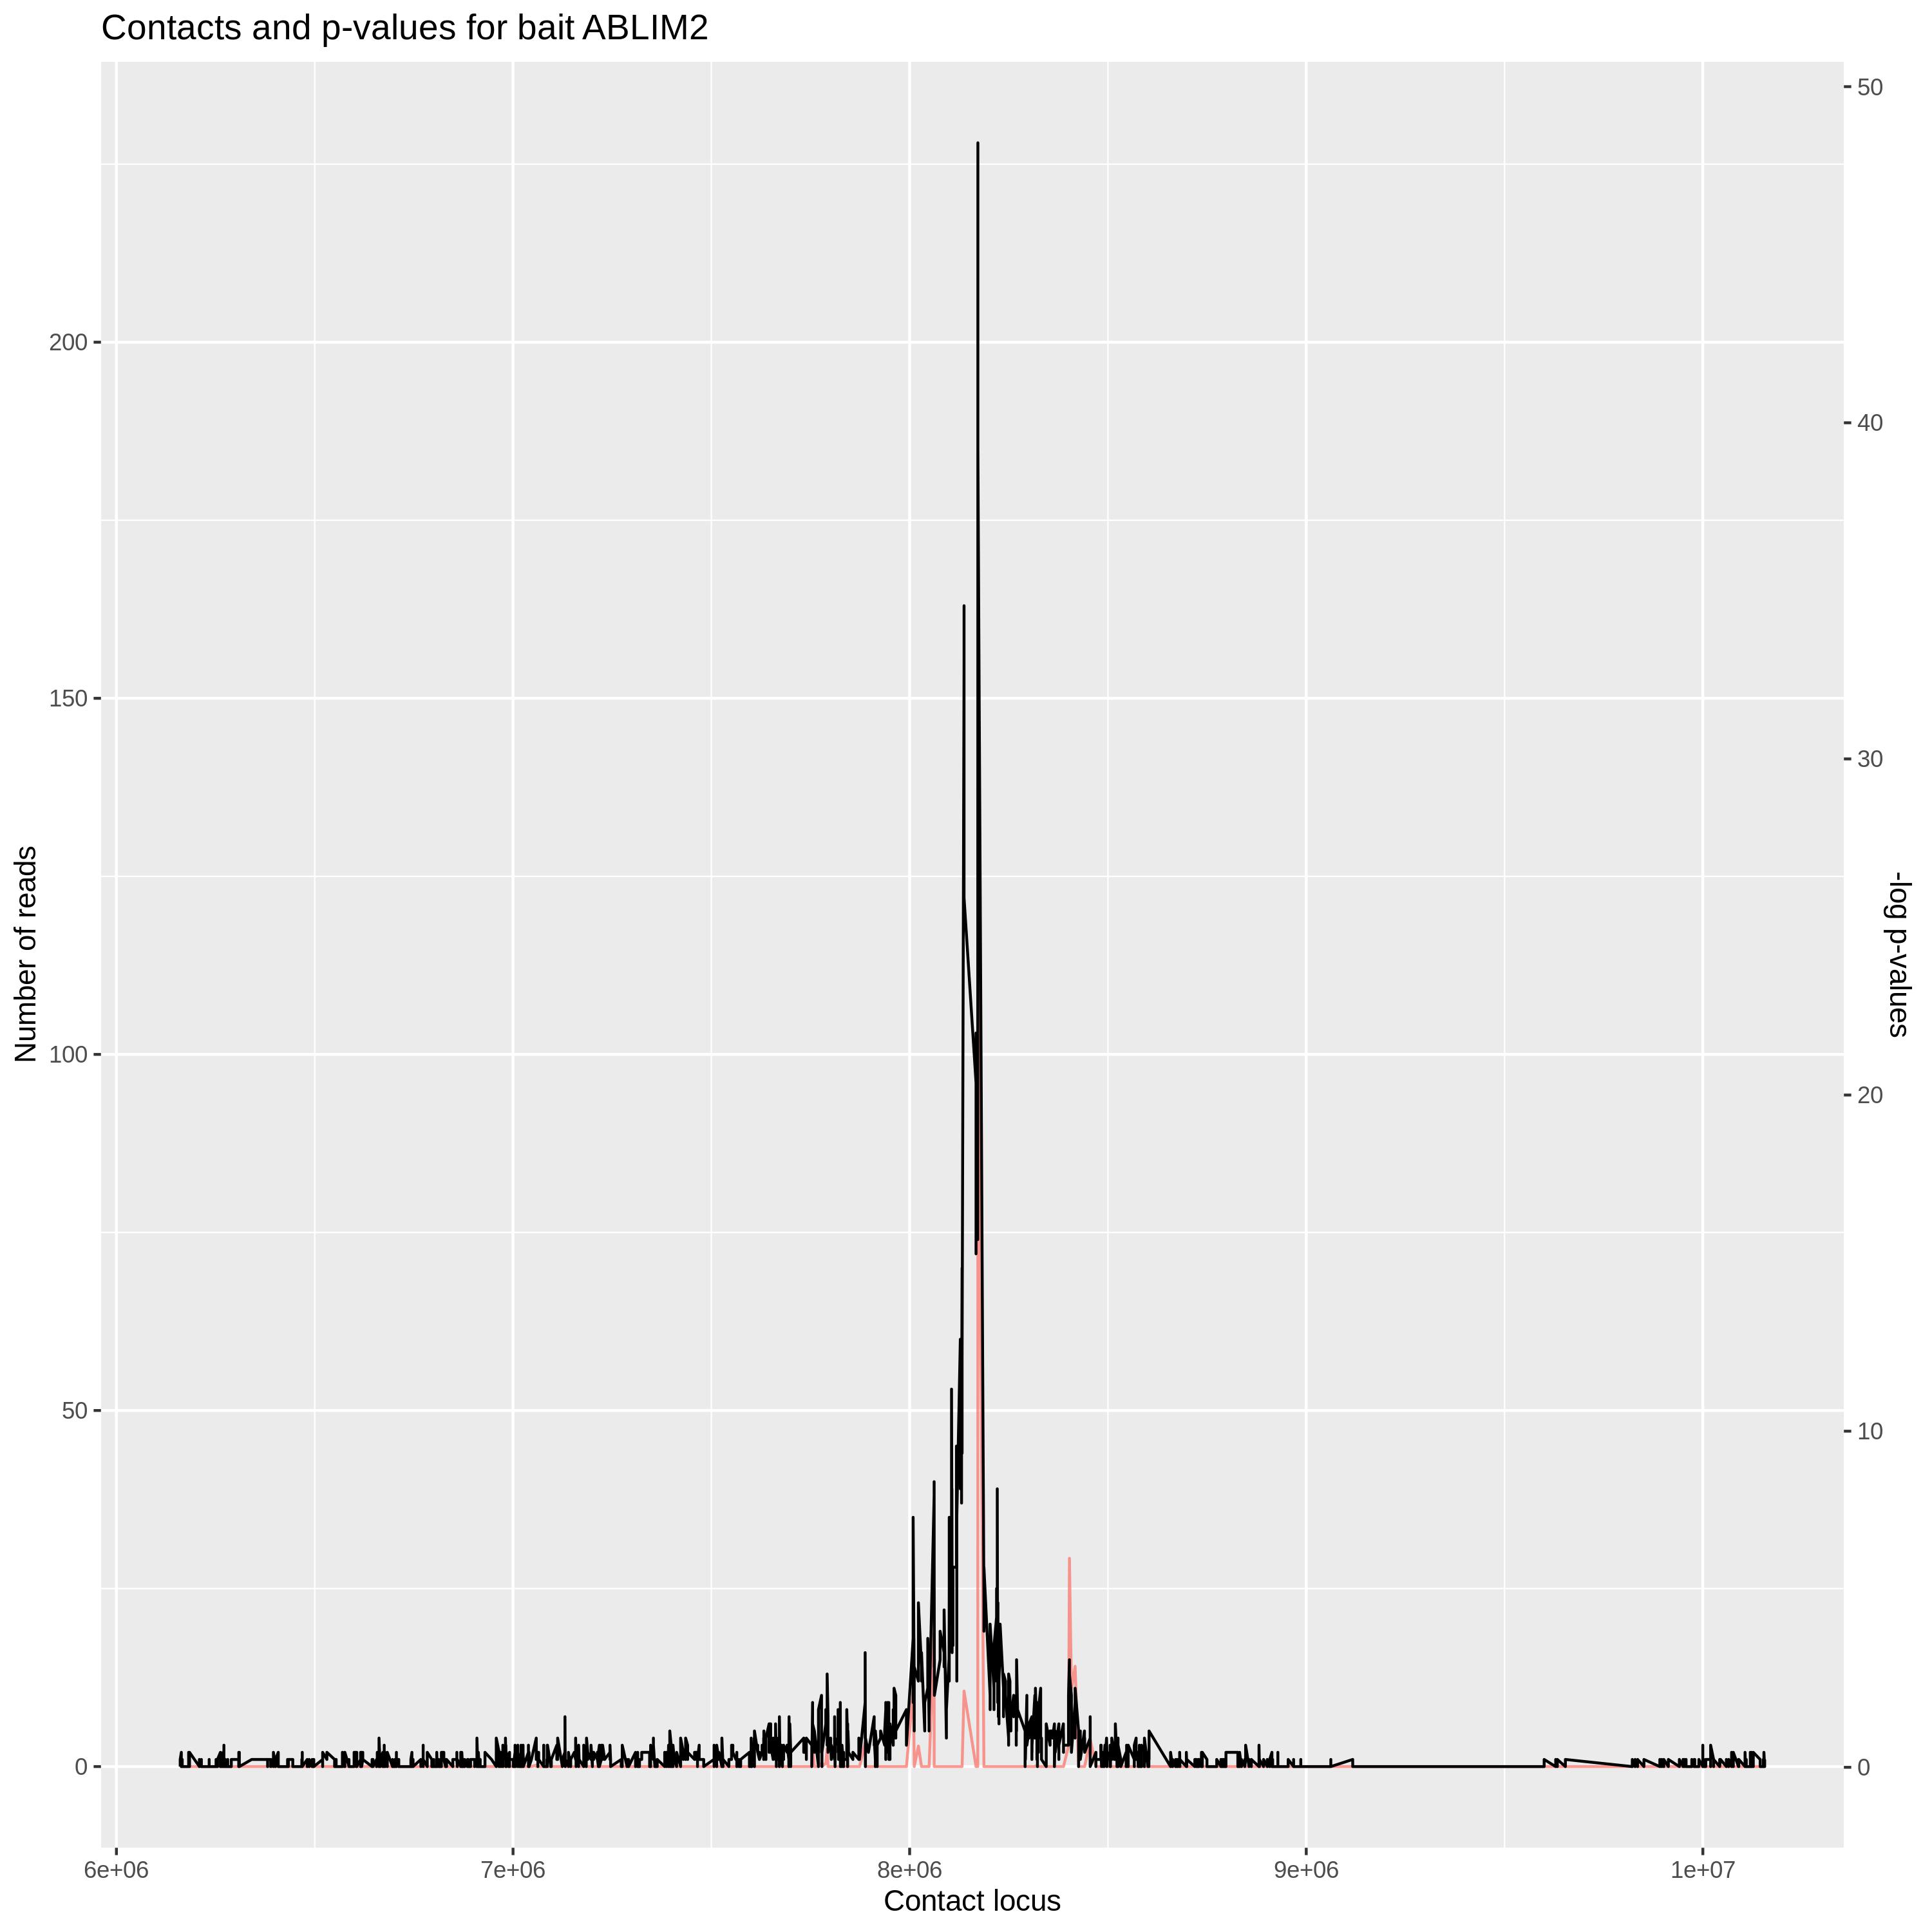 Contacts and p-values for bait ABLIM2
Number of reads
200
150
100
50
0
50
40
30
20
10
0
-log p-values
6e+06 7e+06 8e+06 9e+06 1e+07
Contact locus